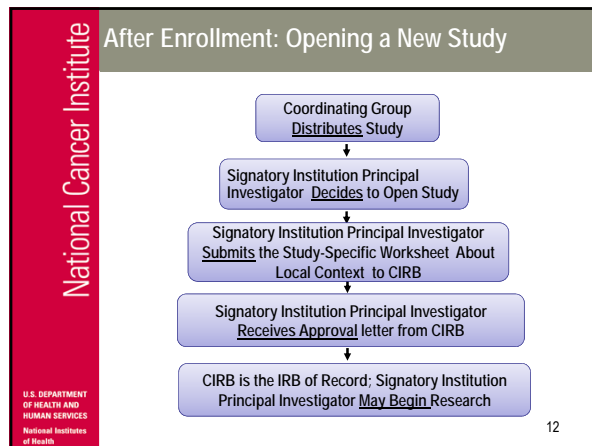 After Enrollment: Opening a New Study
National Cancer Institute
Coordinating Group
Distributes Study
Signatory Institution Principal
Investigator Decides to Open Study
Signatory Institution Principal Investigator
Submits the Study-Specific Worksheet About
Local Context to CIRB
Signatory Institution Principal Investigator
Receives Approval letter from CIRB
CIRB is the IRB of Record; Signatory Institution
Principal Investigator May Begin Research
U.S. DEPARTMENT
OF HEALTH AND
HUMAN SERVICES
National Institutes
of Health
12